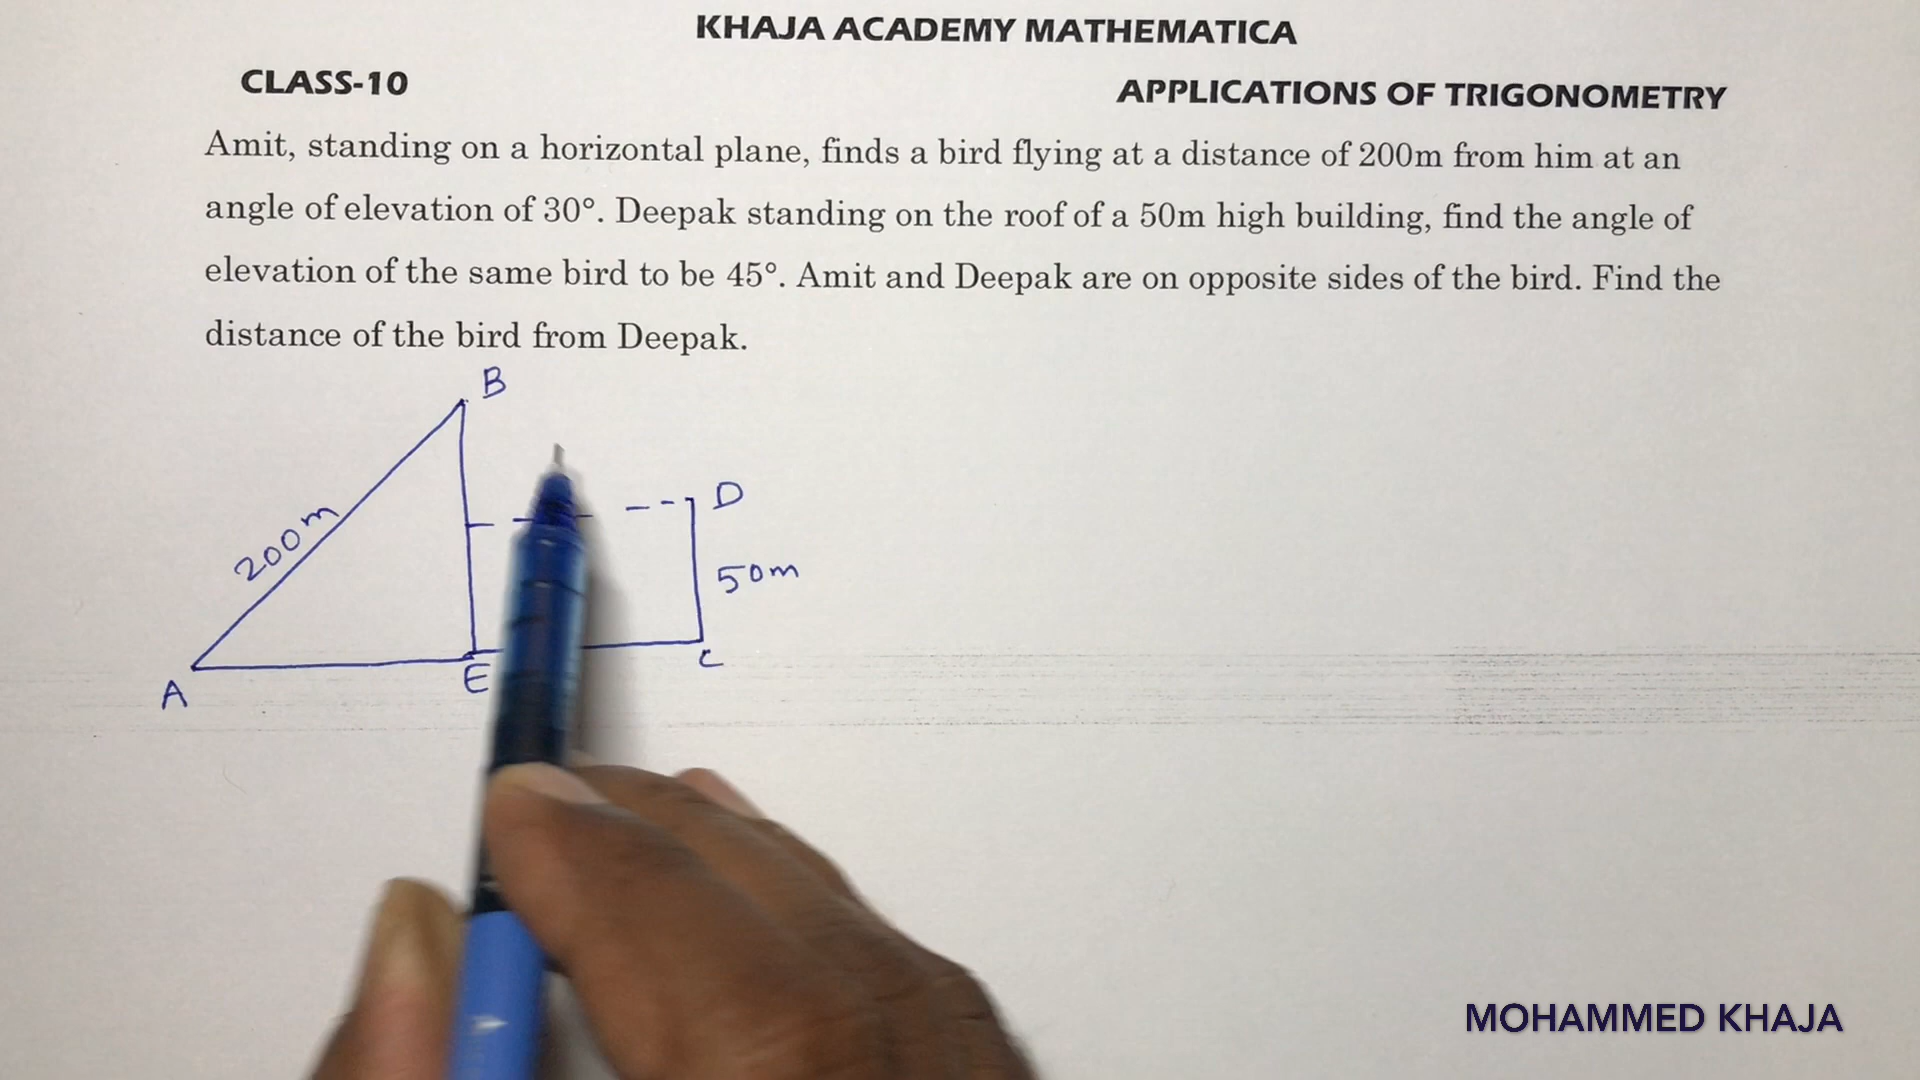 KHAJA ACADEMY MATHEMATICA
CLASS-10
APPLICATIONS OF TRIGONOMETRY
Amit, standing on a horizontal plane, finds a bird flying at a distance of 200m from him at an
angle of elevation of 30°. Deepak standing on the roof of a 50m high building, find the angle of
elevation of the same bird to be 45°. Amit and Deepak are on opposite sides of the bird. Find the
distance of the bird from Deepak.
B
D
200m
50m
A
E
C
MOHAMMED KHAJA